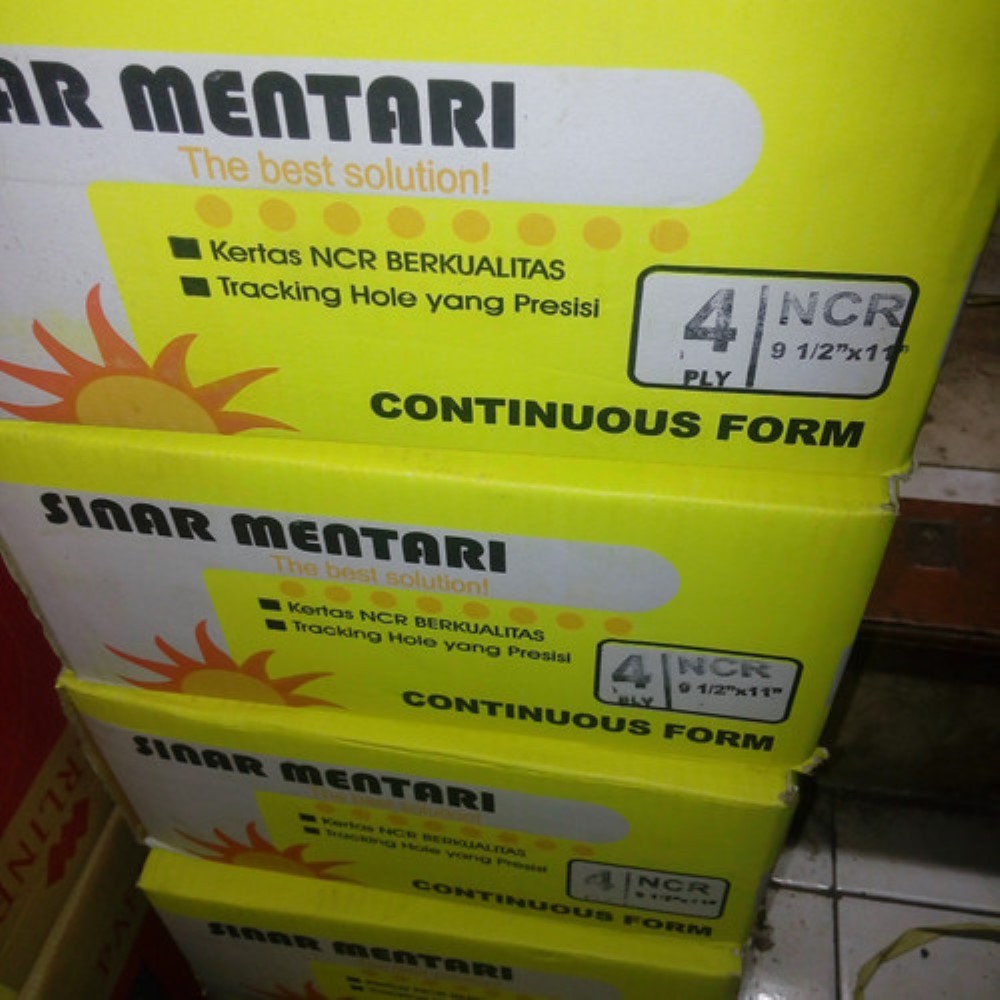 AR MENTARI
The best solution!
Kertas NCR BERKUALITAS
Tracking Hole yang Presisi
4 NCR
PLY 9 1/2"x11"
CONTINUOUS FORM
SINAR MENTARI
The best solution!
Kertas NCR BERKUALITAS
Tracking Hole yang Presisi
4 NCR
PLY 9 1/2"x11"
CONTINUOUS FORM
SINAR MENTARI
Kertas NCR BERKUALITAS
Tracking Hole yang Presisi
4 NCR
CONTINUOUS FORM
SINAR MENTARI